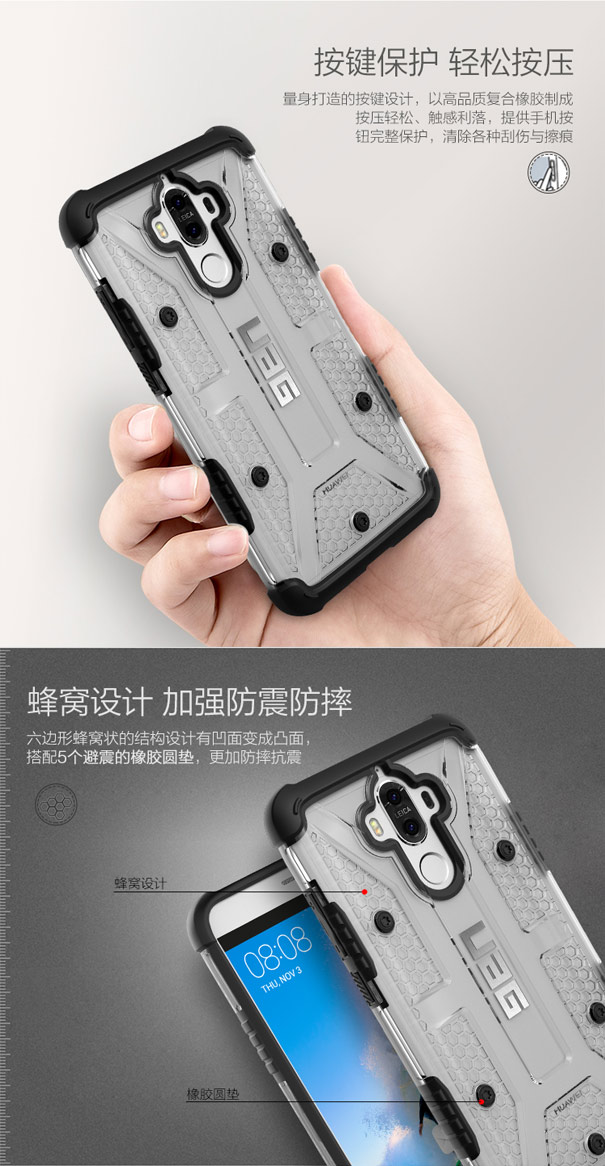 按键保护 轻松按压
量身打造的按键设计，以高品质复合橡胶制成
按压轻松、触感利落，提供手机按
钮完整保护，清除各种刮伤与擦痕
LEICA
UAG
HUAWEI
蜂窝设计 加强防震防摔
六边形蜂窝状的结构设计有凹面变成凸面，
搭配5个避震的橡胶圆垫，更加防摔抗震
LEICA
蜂窝设计
UAG
08:08
THU, NOV 3
橡胶圆垫
HUAWEI